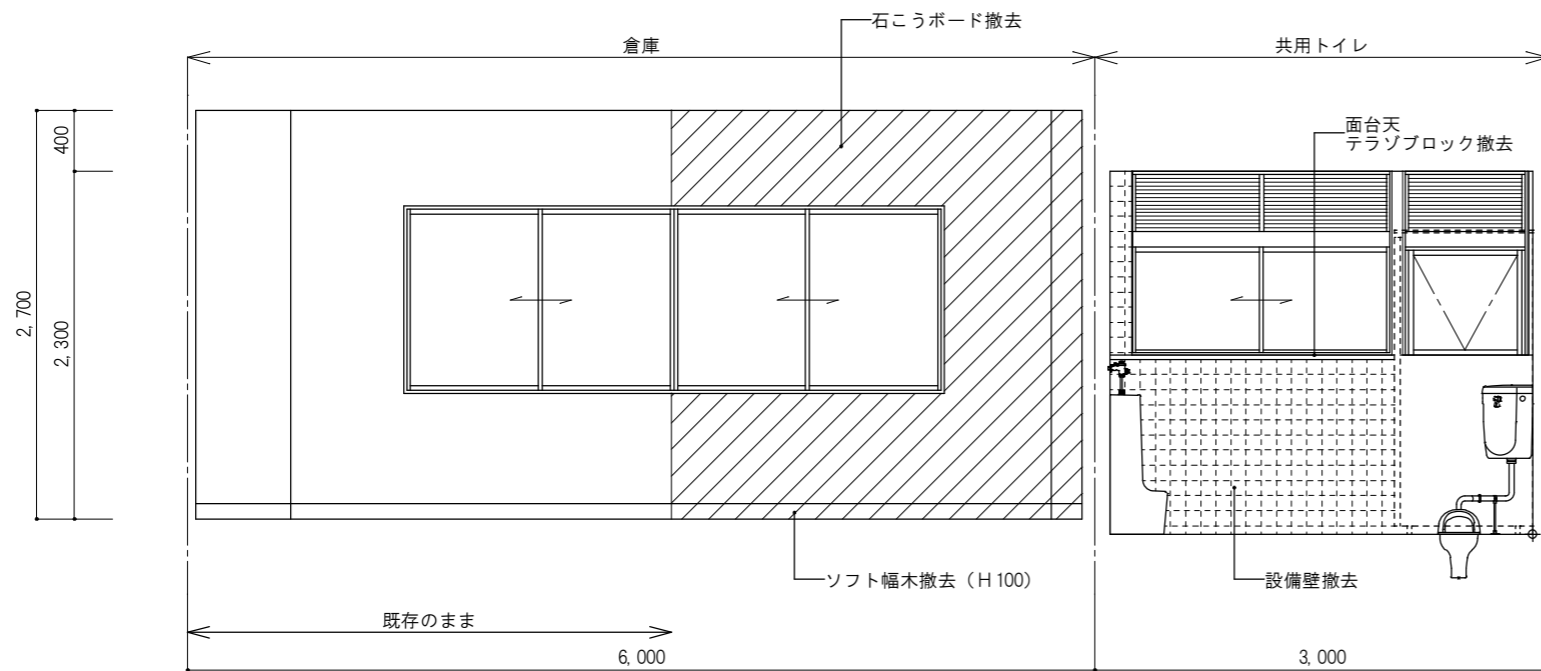 石こうボード撤去
倉庫
共用トイレ
400
面台天
テラゾブロック撤去
2,700
2,300
ソフト幅木撤去（H100）
設備壁撤去
既存のまま
6,000
3,000